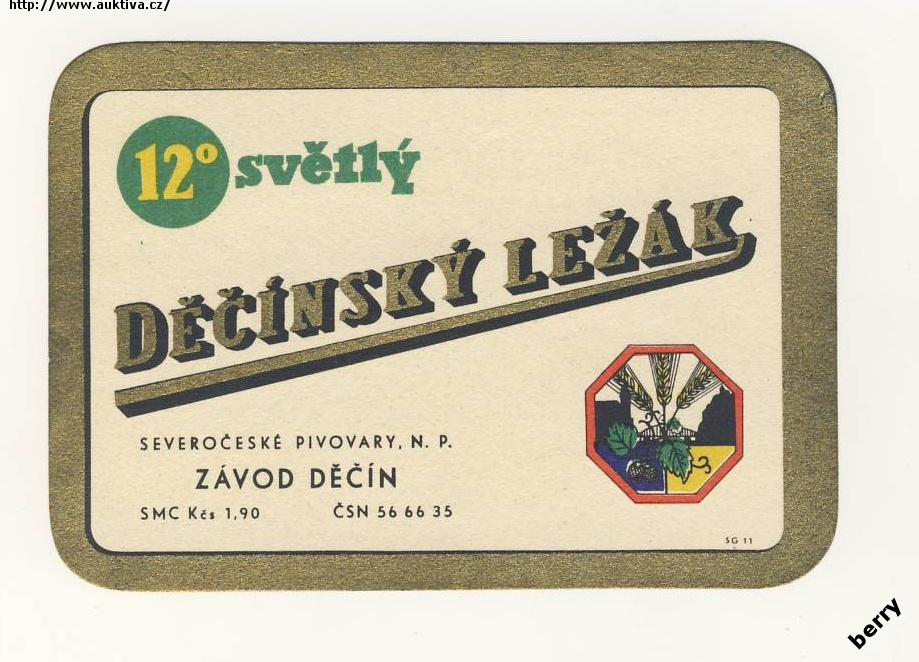 http://www.auktiva.cz/
12° světlý
DĚČÍNSKÝ LEŽÁK
SEVEROČESKÉ PIVOVARY, N. P.
ZÁVOD DĚČÍN
SMC Kčs 1,90 ČSN 56 66 35
SG 11
berry